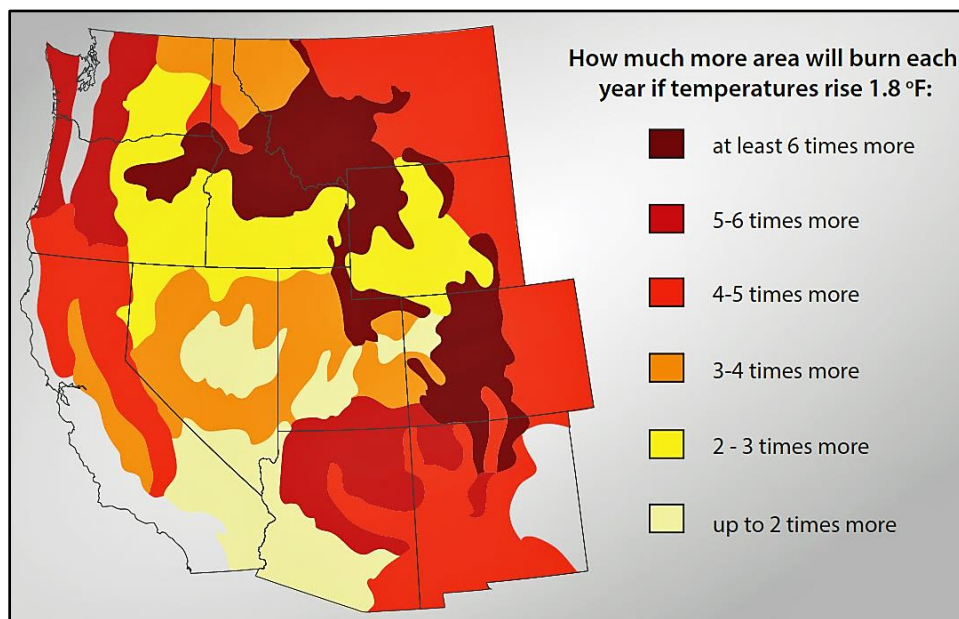 How much more area will burn each
year if temperatures rise 1.8 ºF:
at least 6 times more
5-6 times more
4-5 times more
3-4 times more
2 - 3 times more
up to 2 times more